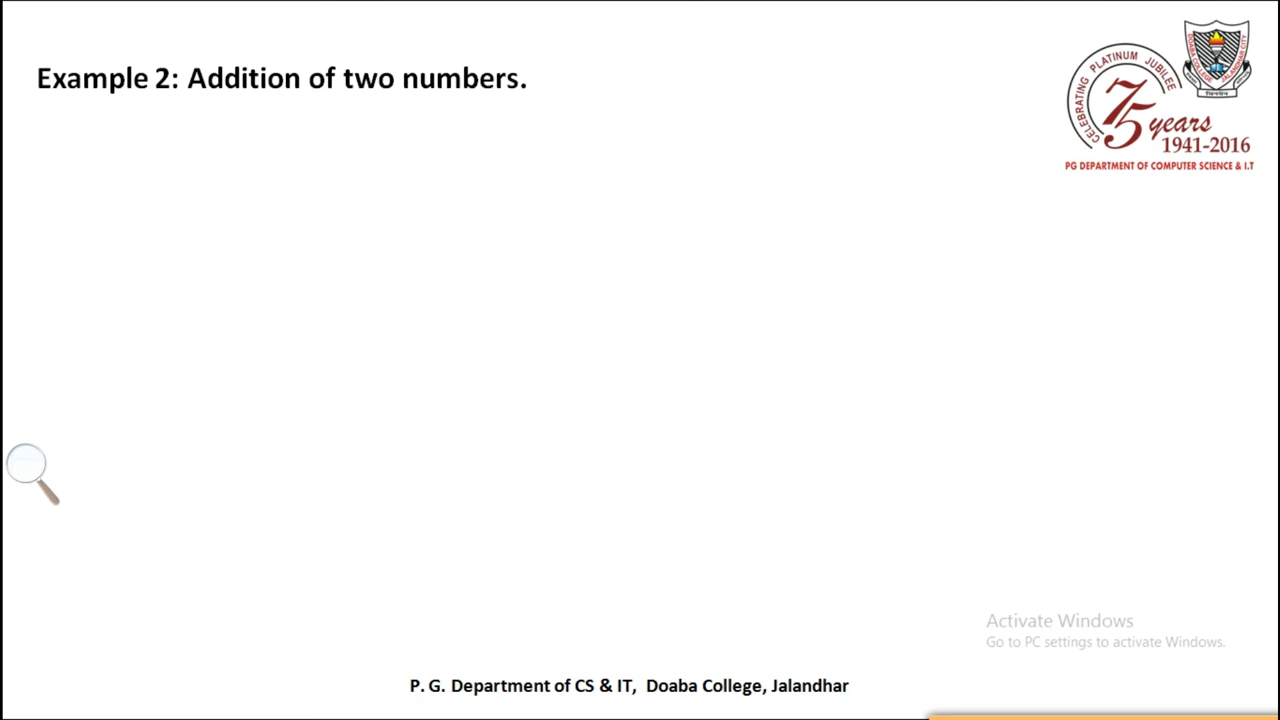 Example 2: Addition of two numbers.
CELEBRATING PLATINUM JUBILEE
75 years
1941-2016
PG DEPARTMENT OF COMPUTER SCIENCE & I.T
Activate Windows
Go to PC settings to activate Windows.
P. G. Department of CS & IT, Doaba College, Jalandhar